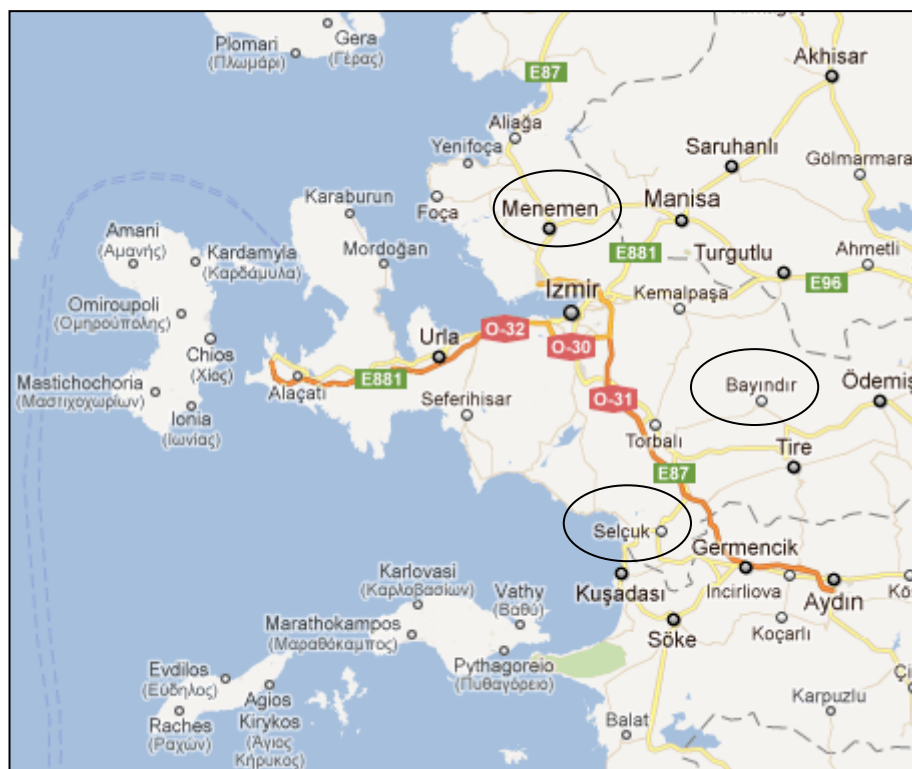 Plomari
(Πλωμάρι)
Gera
(Γέρας)
E87
Akhisar
Aliağa
Yenifoça
Saruhanlı
Gölmarmara
Karaburun
Foça
Menemen
Manisa
Amani
(Αμανής)
Kardamyla
(Καρδάμυλα)
Mordoğan
E881
Turgutlu
Ahmetli
E96
Omiroupoli
(Ομηρούπολης)
Izmir
Kemalpaşa
O-32
Urla
O-30
Chios
(Χίος)
Mastichochoria
(Μαστιχοχωρίων)
Alaçatı
E881
O-31
Bayındır
Ödemiş
Ionia
(Ιωνίας)
Seferihisar
Torbalı
Tire
E87
Selçuk
Germencik
Karlovasi
(Καρλοβασίων)
Vathy
(Βαθύ)
Kuşadası
Incirliova
Aydın
Marathokampos
(Μαραθόκαμπος)
Söke
Koçarlı
Pythagoreio
(Πυθαγόρειο)
Evdilos
(Εύδηλος)
Agios
Kirykos
(Άγιος
Κήρυκος)
Raches
(Ραχών)
Karpuzlu
Balat